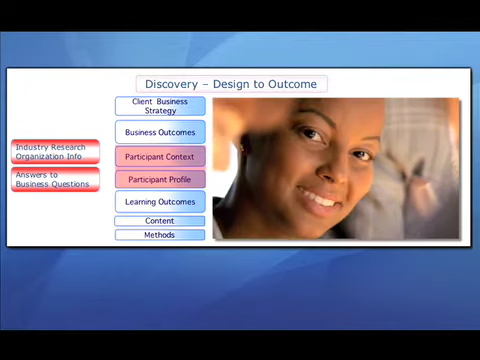 Discovery – Design to Outcome
Client Business
Strategy
Business Outcomes
Industry Research
Organization Info
Participant Context
Answers to
Business Questions
Participant Profile
Learning Outcomes
Content
Methods